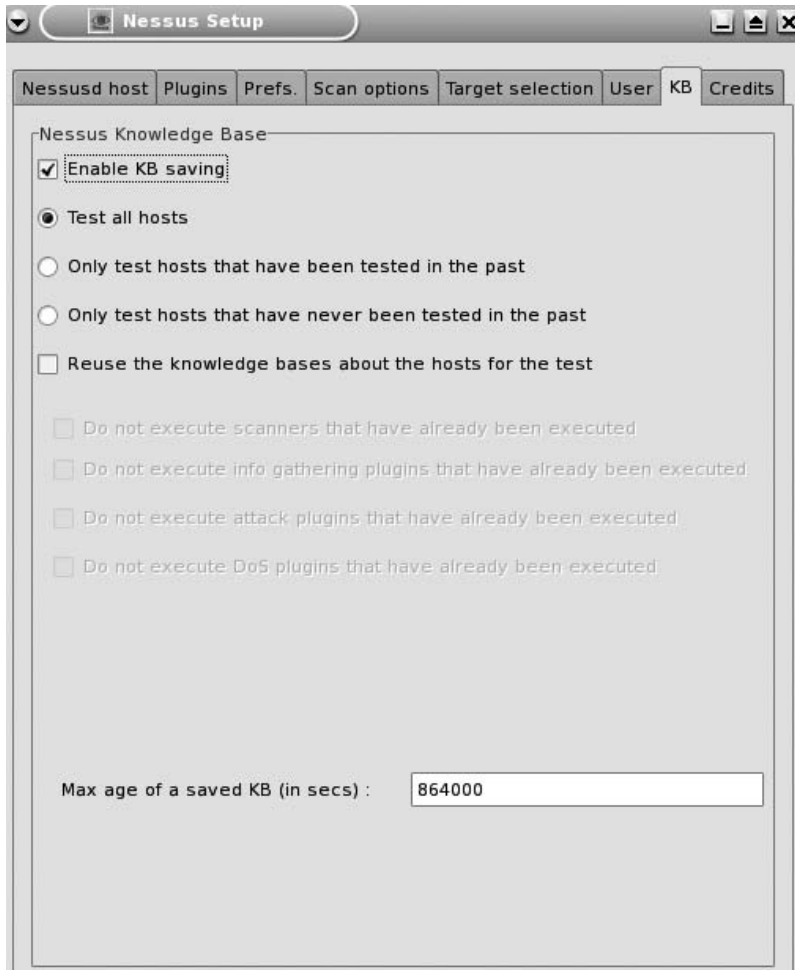 Nessus Setup
Nessusd host Plugins Prefs. Scan options Target selection User KB Credits
Nessus Knowledge Base
Enable KB saving
Test all hosts
Only test hosts that have been tested in the past
Only test hosts that have never been tested in the past
Reuse the knowledge bases about the hosts for the test
Do not execute scanners that have already been executed
Do not execute info gathering plugins that have already been executed
Do not execute attack plugins that have already been executed
Do not execute DoS plugins that have already been executed
Max age of a saved KB (in secs) : 864000